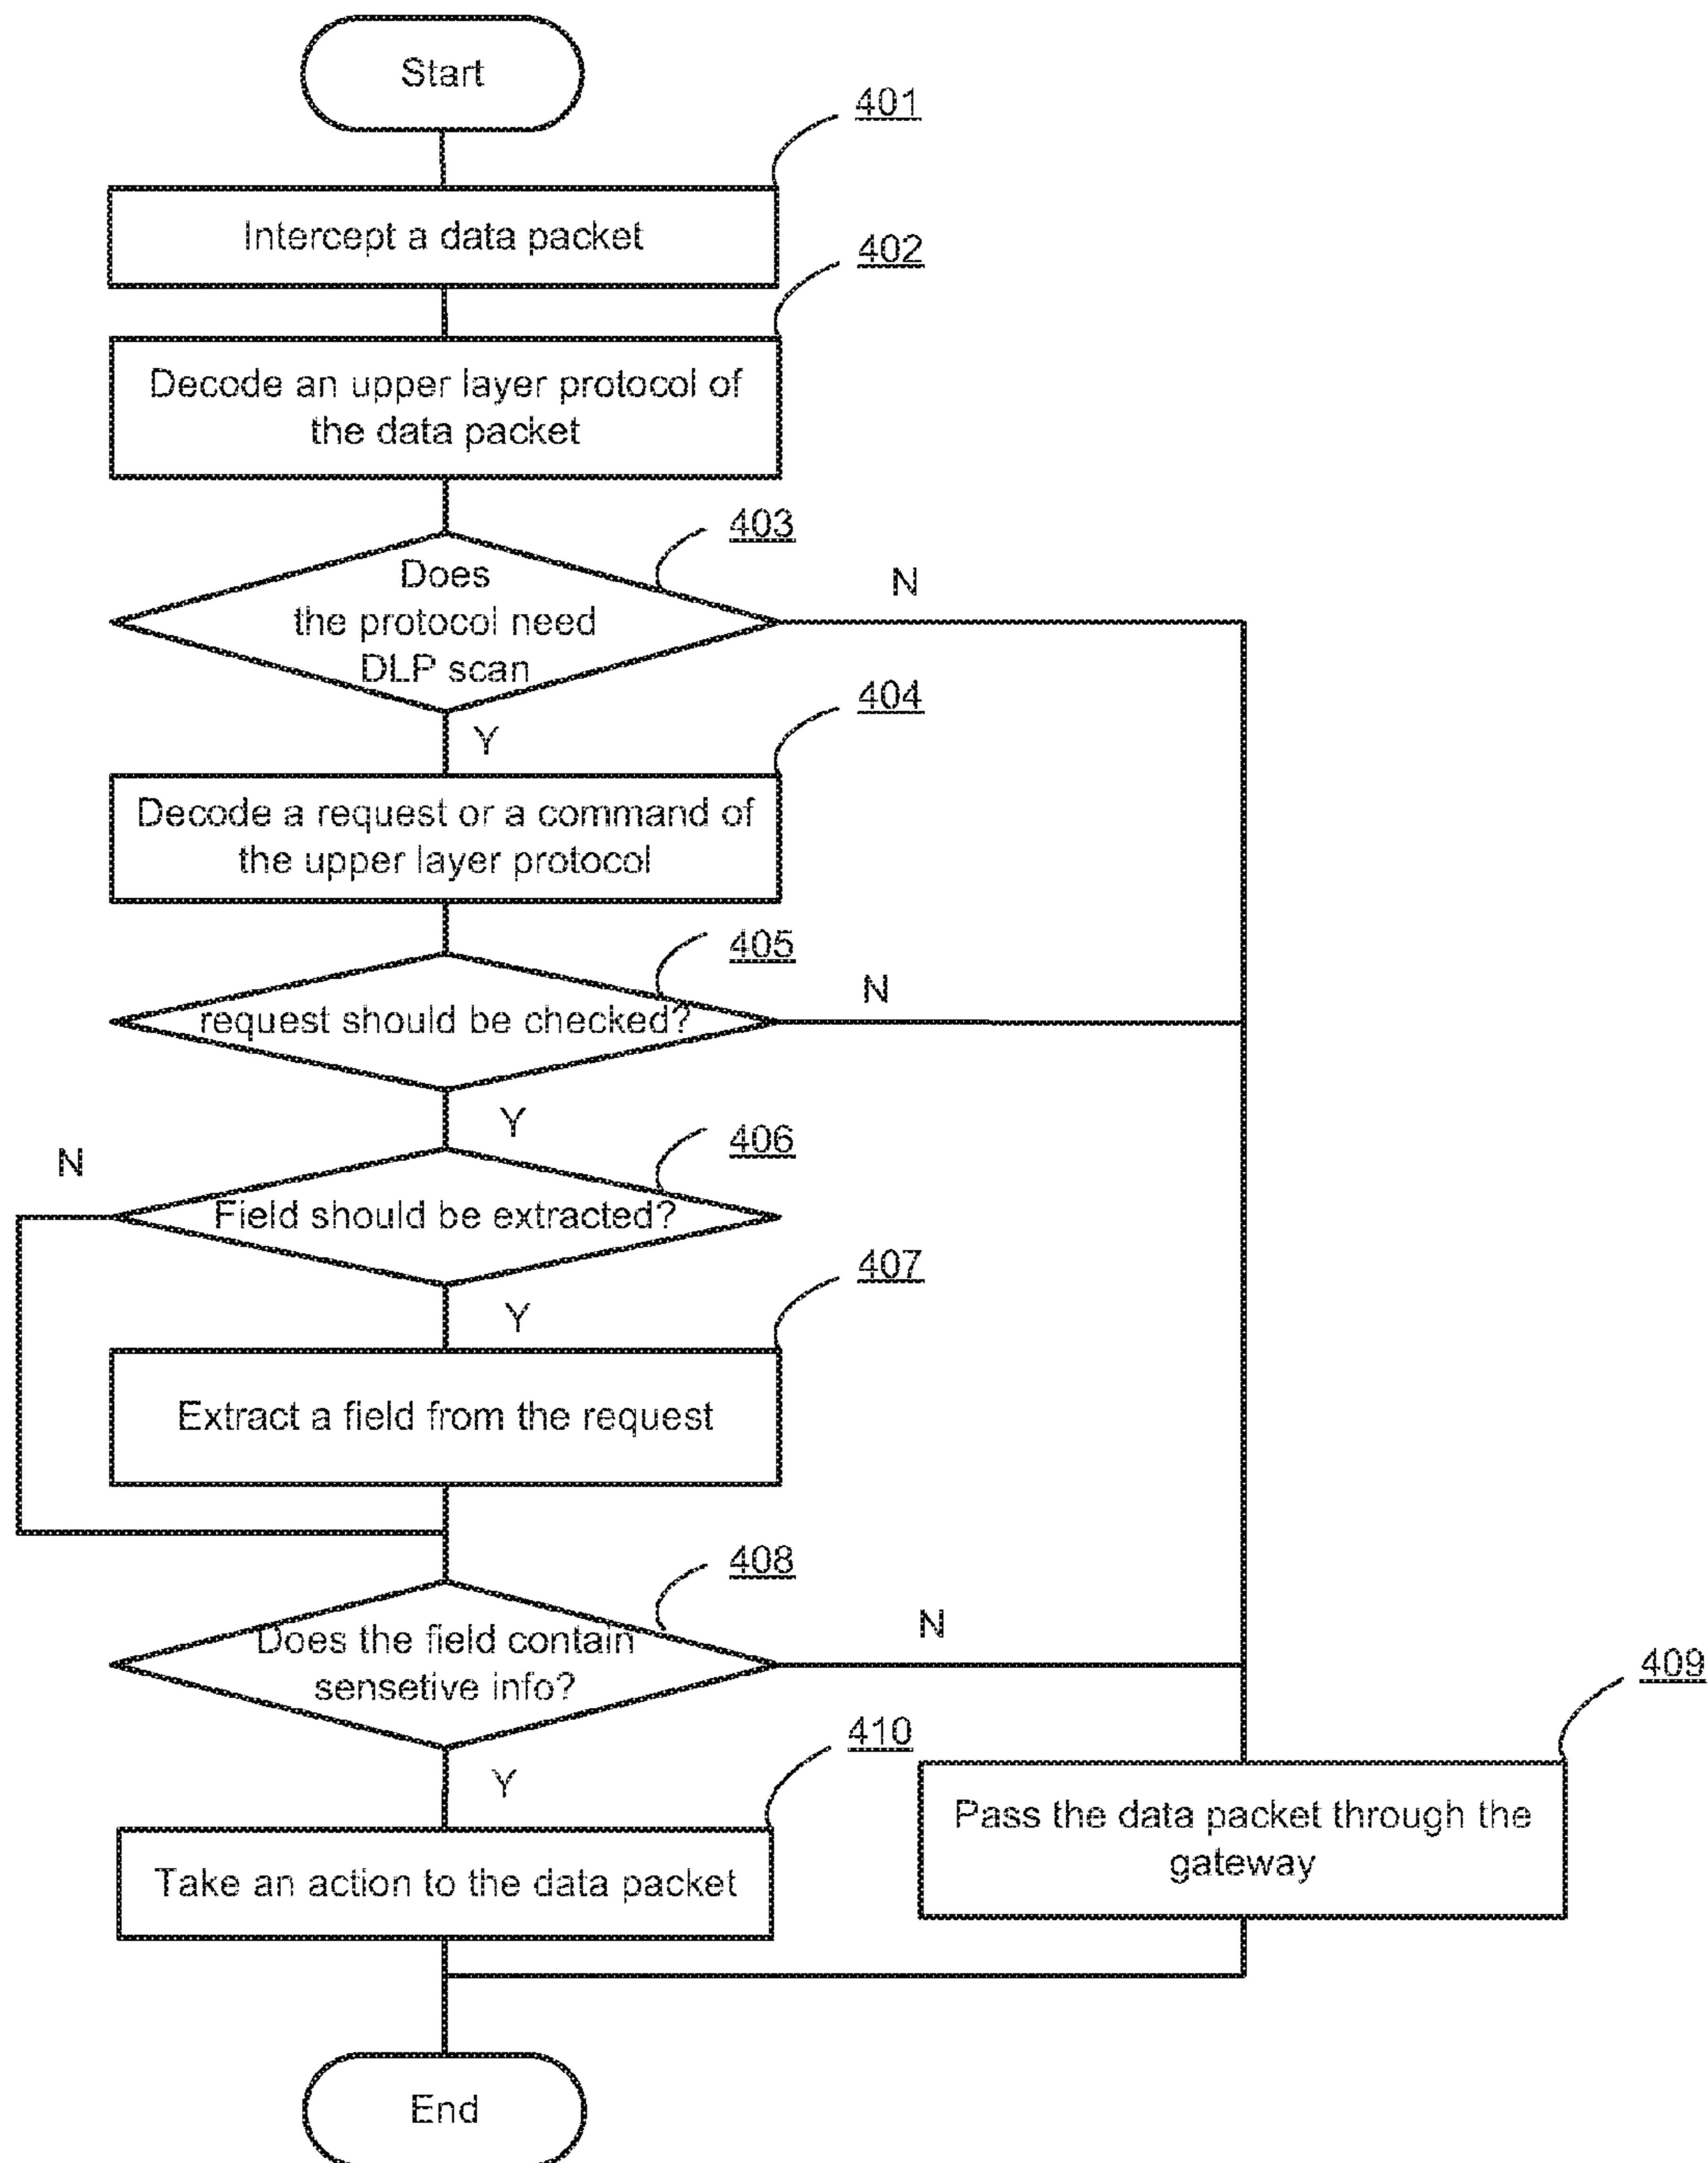 Start
401
Intercept a data packet
402
Decode an upper layer protocol of
the data packet
403
Does
the protocol need
DLP scan
N
Y
404
Decode a request or a command of
the upper layer protocol
405
request should be checked?
N
Y
406
N
Field should be extracted?
Y
407
Extract a field from the request
408
Does the field contain
sensetive info?
N
Y
409
Pass the data packet through the
gateway
410
Take an action to the data packet
End